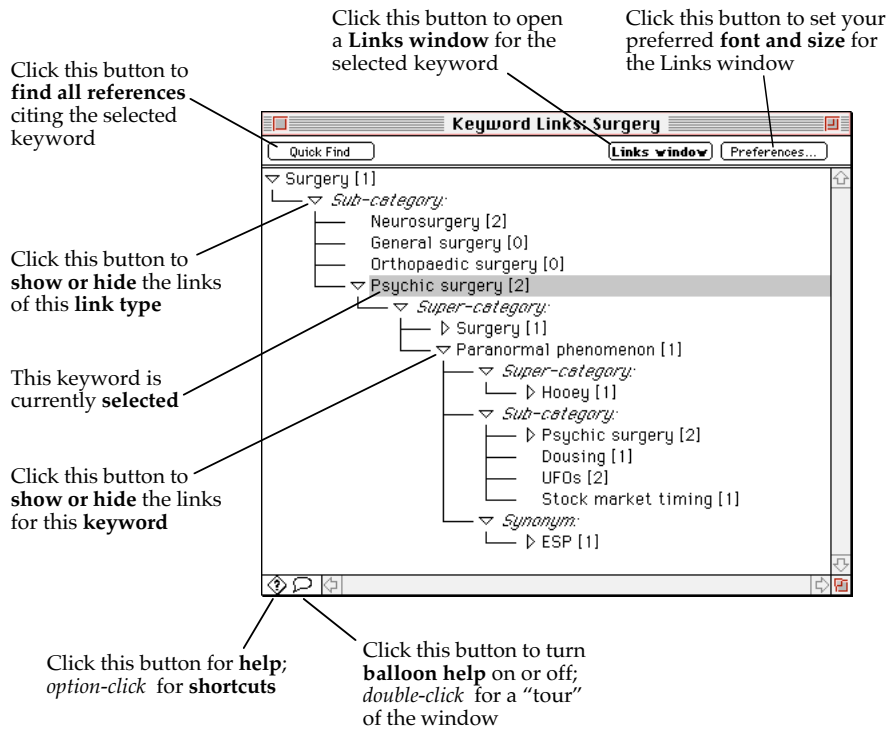 Click this button to open
a Links window for the
selected keyword
Click this button to set your
preferred font and size for
the Links window
Click this button to
find all references
citing the selected
keyword
Keyword Links: Surgery
Quick Find
Links window
Preferences...
Surgery [1]
Sub-category:
Neurosurgery [2]
General surgery [0]
Orthopaedic surgery [0]
Psychic surgery [2]
Super-category:
Surgery [1]
Paranormal phenomenon [1]
Super-category:
Hooey [1]
Sub-category:
Psychic surgery [2]
Dousing [1]
UFOs [2]
Stock market timing [1]
Synonym:
ESP [1]
Click this button to
show or hide the links
of this link type
This keyword is
currently selected
Click this button to
show or hide the links
for this keyword
?
Click this button for help;
option-click for shortcuts
Click this button to turn
balloon help on or off;
double-click for a “tour”
of the window